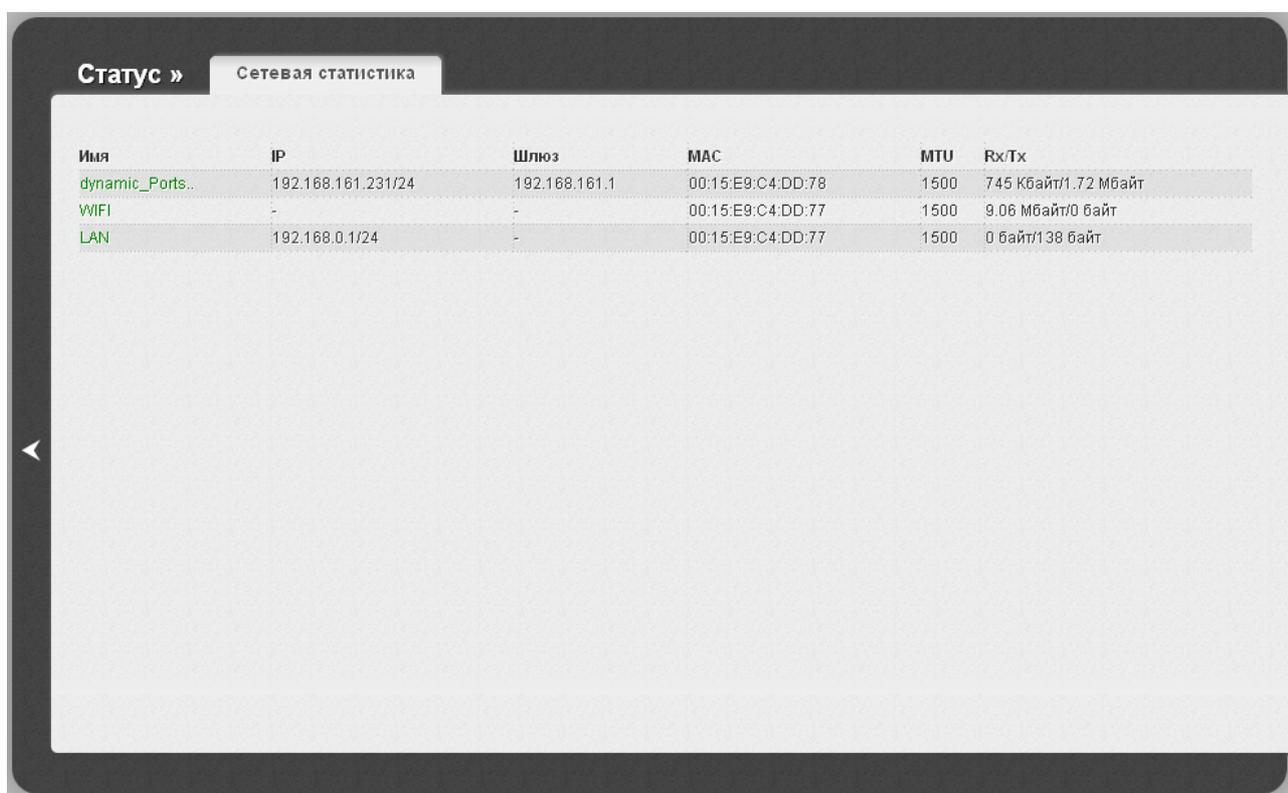 Статус » Сетевая статистика
Имя IP Шлюз MAC MTU Rx/Tx
dynamic_Ports.. 192.168.161.231/24 192.168.161.1 00:15:E9:C4:DD:78 1500 745 Кбайт/1.72 Мбайт
WIFI - - 00:15:E9:C4:DD:77 1500 9.06 Мбайт/0 байт
LAN 192.168.0.1/24 - 00:15:E9:C4:DD:77 1500 0 байт/138 байт